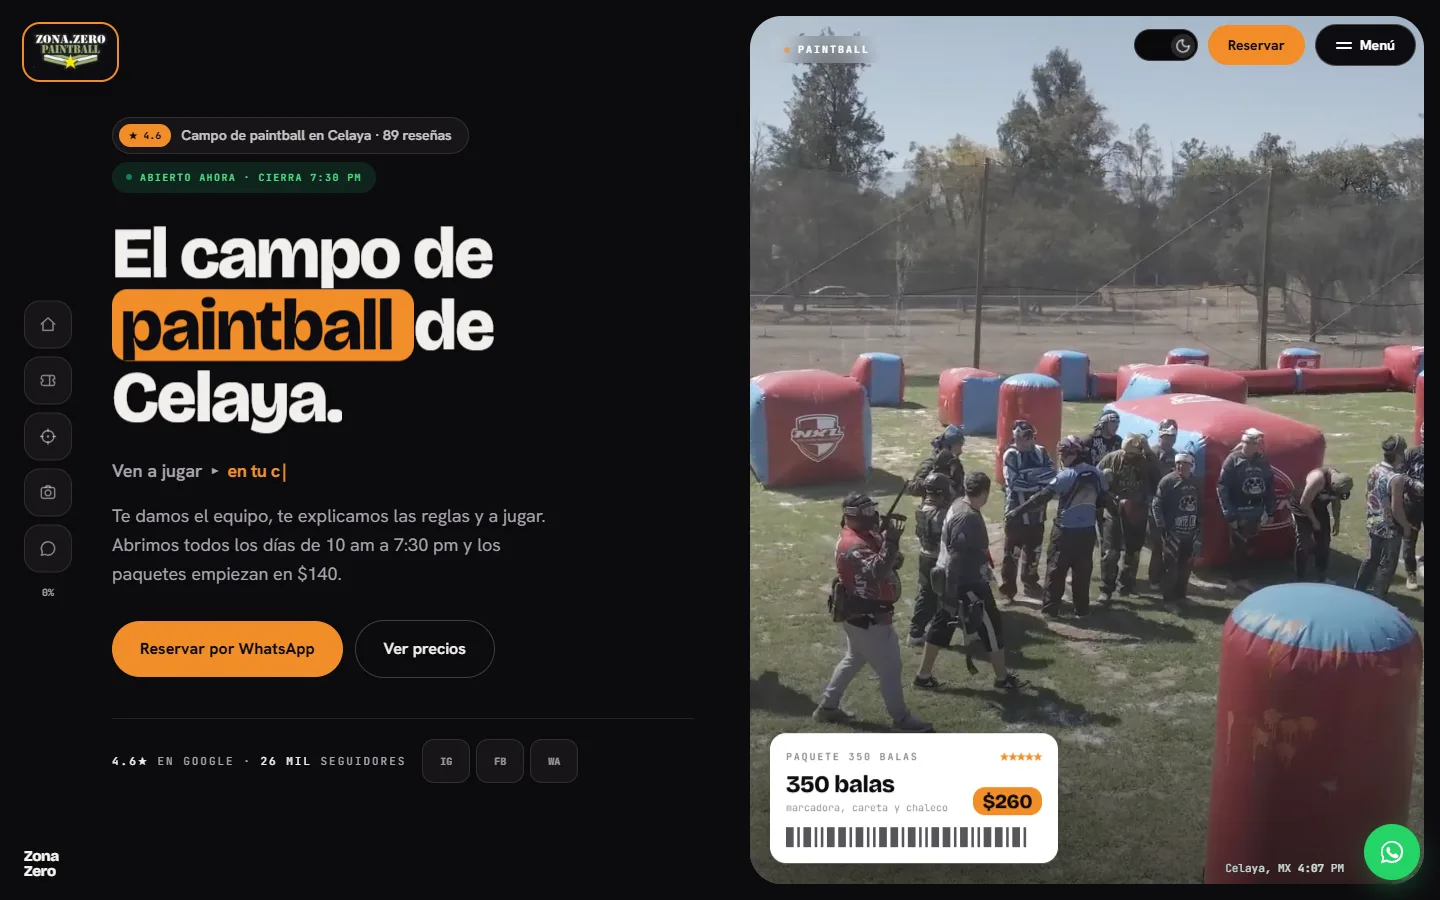 ZONA.ZERO
PAINTBALL
PAINTBALL
Reservar
Menú
★ 4.6 Campo de paintball en Celaya · 89 reseñas
ABIERTO AHORA · CIERRA 7:30 PM
El campo de
paintball de
Celaya.
Ven a jugar ▸ en tu c|
Te damos el equipo, te explicamos las reglas y a jugar.
Abrimos todos los días de 10 am a 7:30 pm y los
paquetes empiezan en $140.
Reservar por WhatsApp
Ver precios
0%
4.6★ EN GOOGLE · 26 MIL SEGUIDORES
IG
FB
WA
Zona
Zero
NXL
PAQUETE 350 BALAS ★★★★★
350 balas
marcadora, careta y chaleco
$260
Celaya, MX 4:07 PM